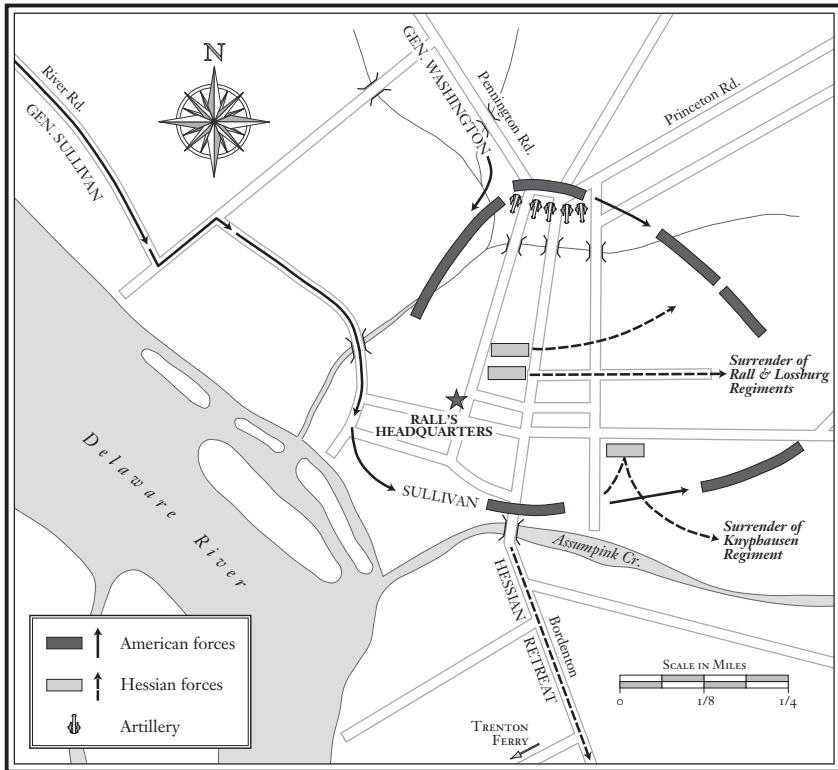 N
River Rd.
GEN. SULLIVAN
GEN. WASHINGTON
Pennington Rd.
Princeton Rd.
Surrender of
Rall & Lossburg
Regiments
RALL'S
HEADQUARTERS
SULLIVAN
Delaware
River
Assumpink Cr.
Surrender of
Knyphausen
Regiment
HESSIAN
RETREAT
Bordenton
TRENTON
FERRY
American forces
Hessian forces
Artillery
SCALE IN MILES
0 1/8 1/4